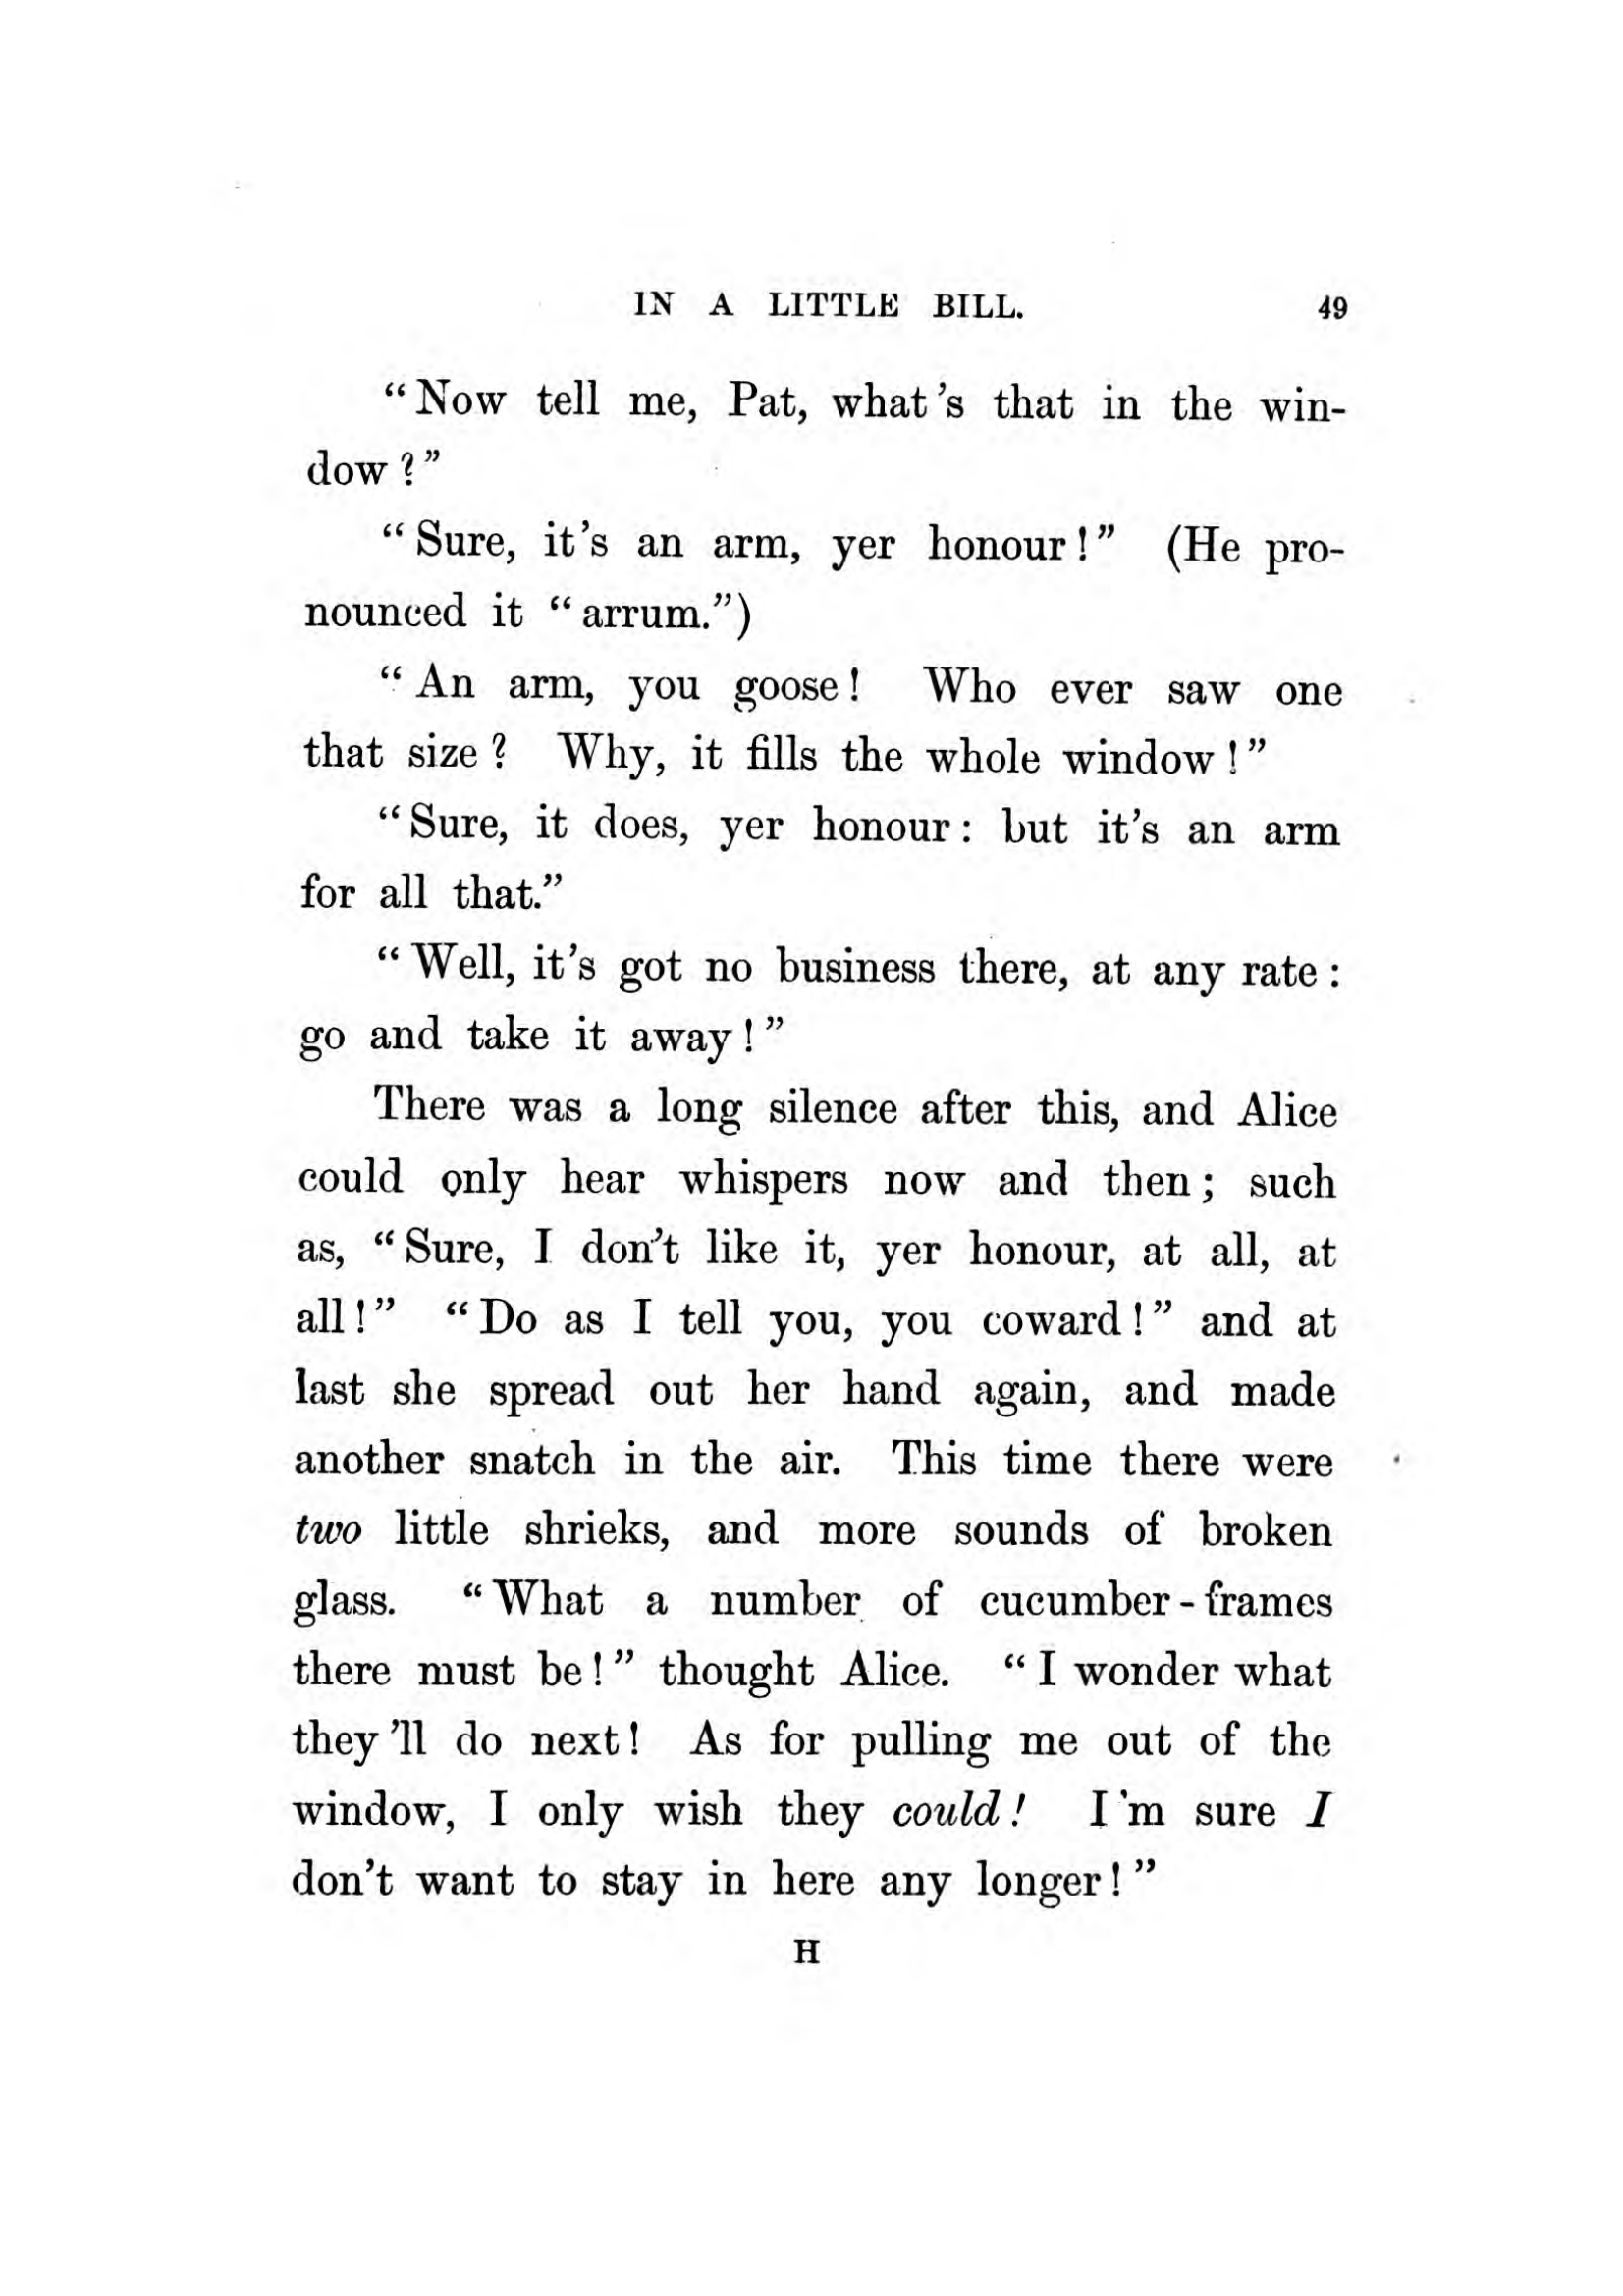 IN A LITTLE BILL. 49
“Now tell me, Pat, what’s that in the win-
dow?”
“Sure, it’s an arm, yer honour!” (He pro-
nounced it “arrum.”)
“An arm, you goose! Who ever saw one
that size? Why, it fills the whole window!”
“Sure, it does, yer honour: but it’s an arm
for all that.”
“Well, it’s got no business there, at any rate:
go and take it away!”
There was a long silence after this, and Alice
could only hear whispers now and then; such
as, “Sure, I don’t like it, yer honour, at all, at
all!” “Do as I tell you, you coward!” and at
last she spread out her hand again, and made
another snatch in the air. This time there were
two little shrieks, and more sounds of broken
glass. “What a number of cucumber-frames
there must be!” thought Alice. “I wonder what
they’ll do next! As for pulling me out of the
window, I only wish they could! I’m sure I
don’t want to stay in here any longer!”
H